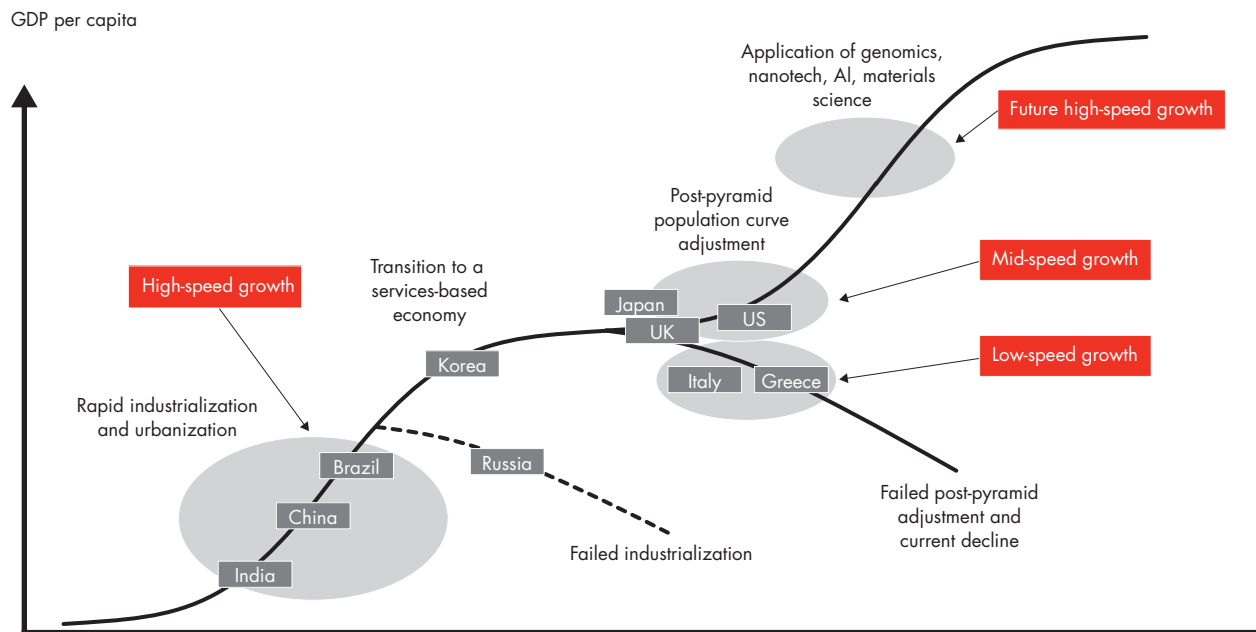 GDP per capita
Application of genomics,
nanotech, AI, materials
science
Future high-speed growth
Post-pyramid
population curve
adjustment
Mid-speed growth
Transition to a
services-based
economy
High-speed growth
Japan
US
UK
Low-speed growth
Korea
Italy
Greece
Rapid industrialization
and urbanization
Brazil
Russia
China
Failed post-pyramid
adjustment and
current decline
Failed industrialization
India